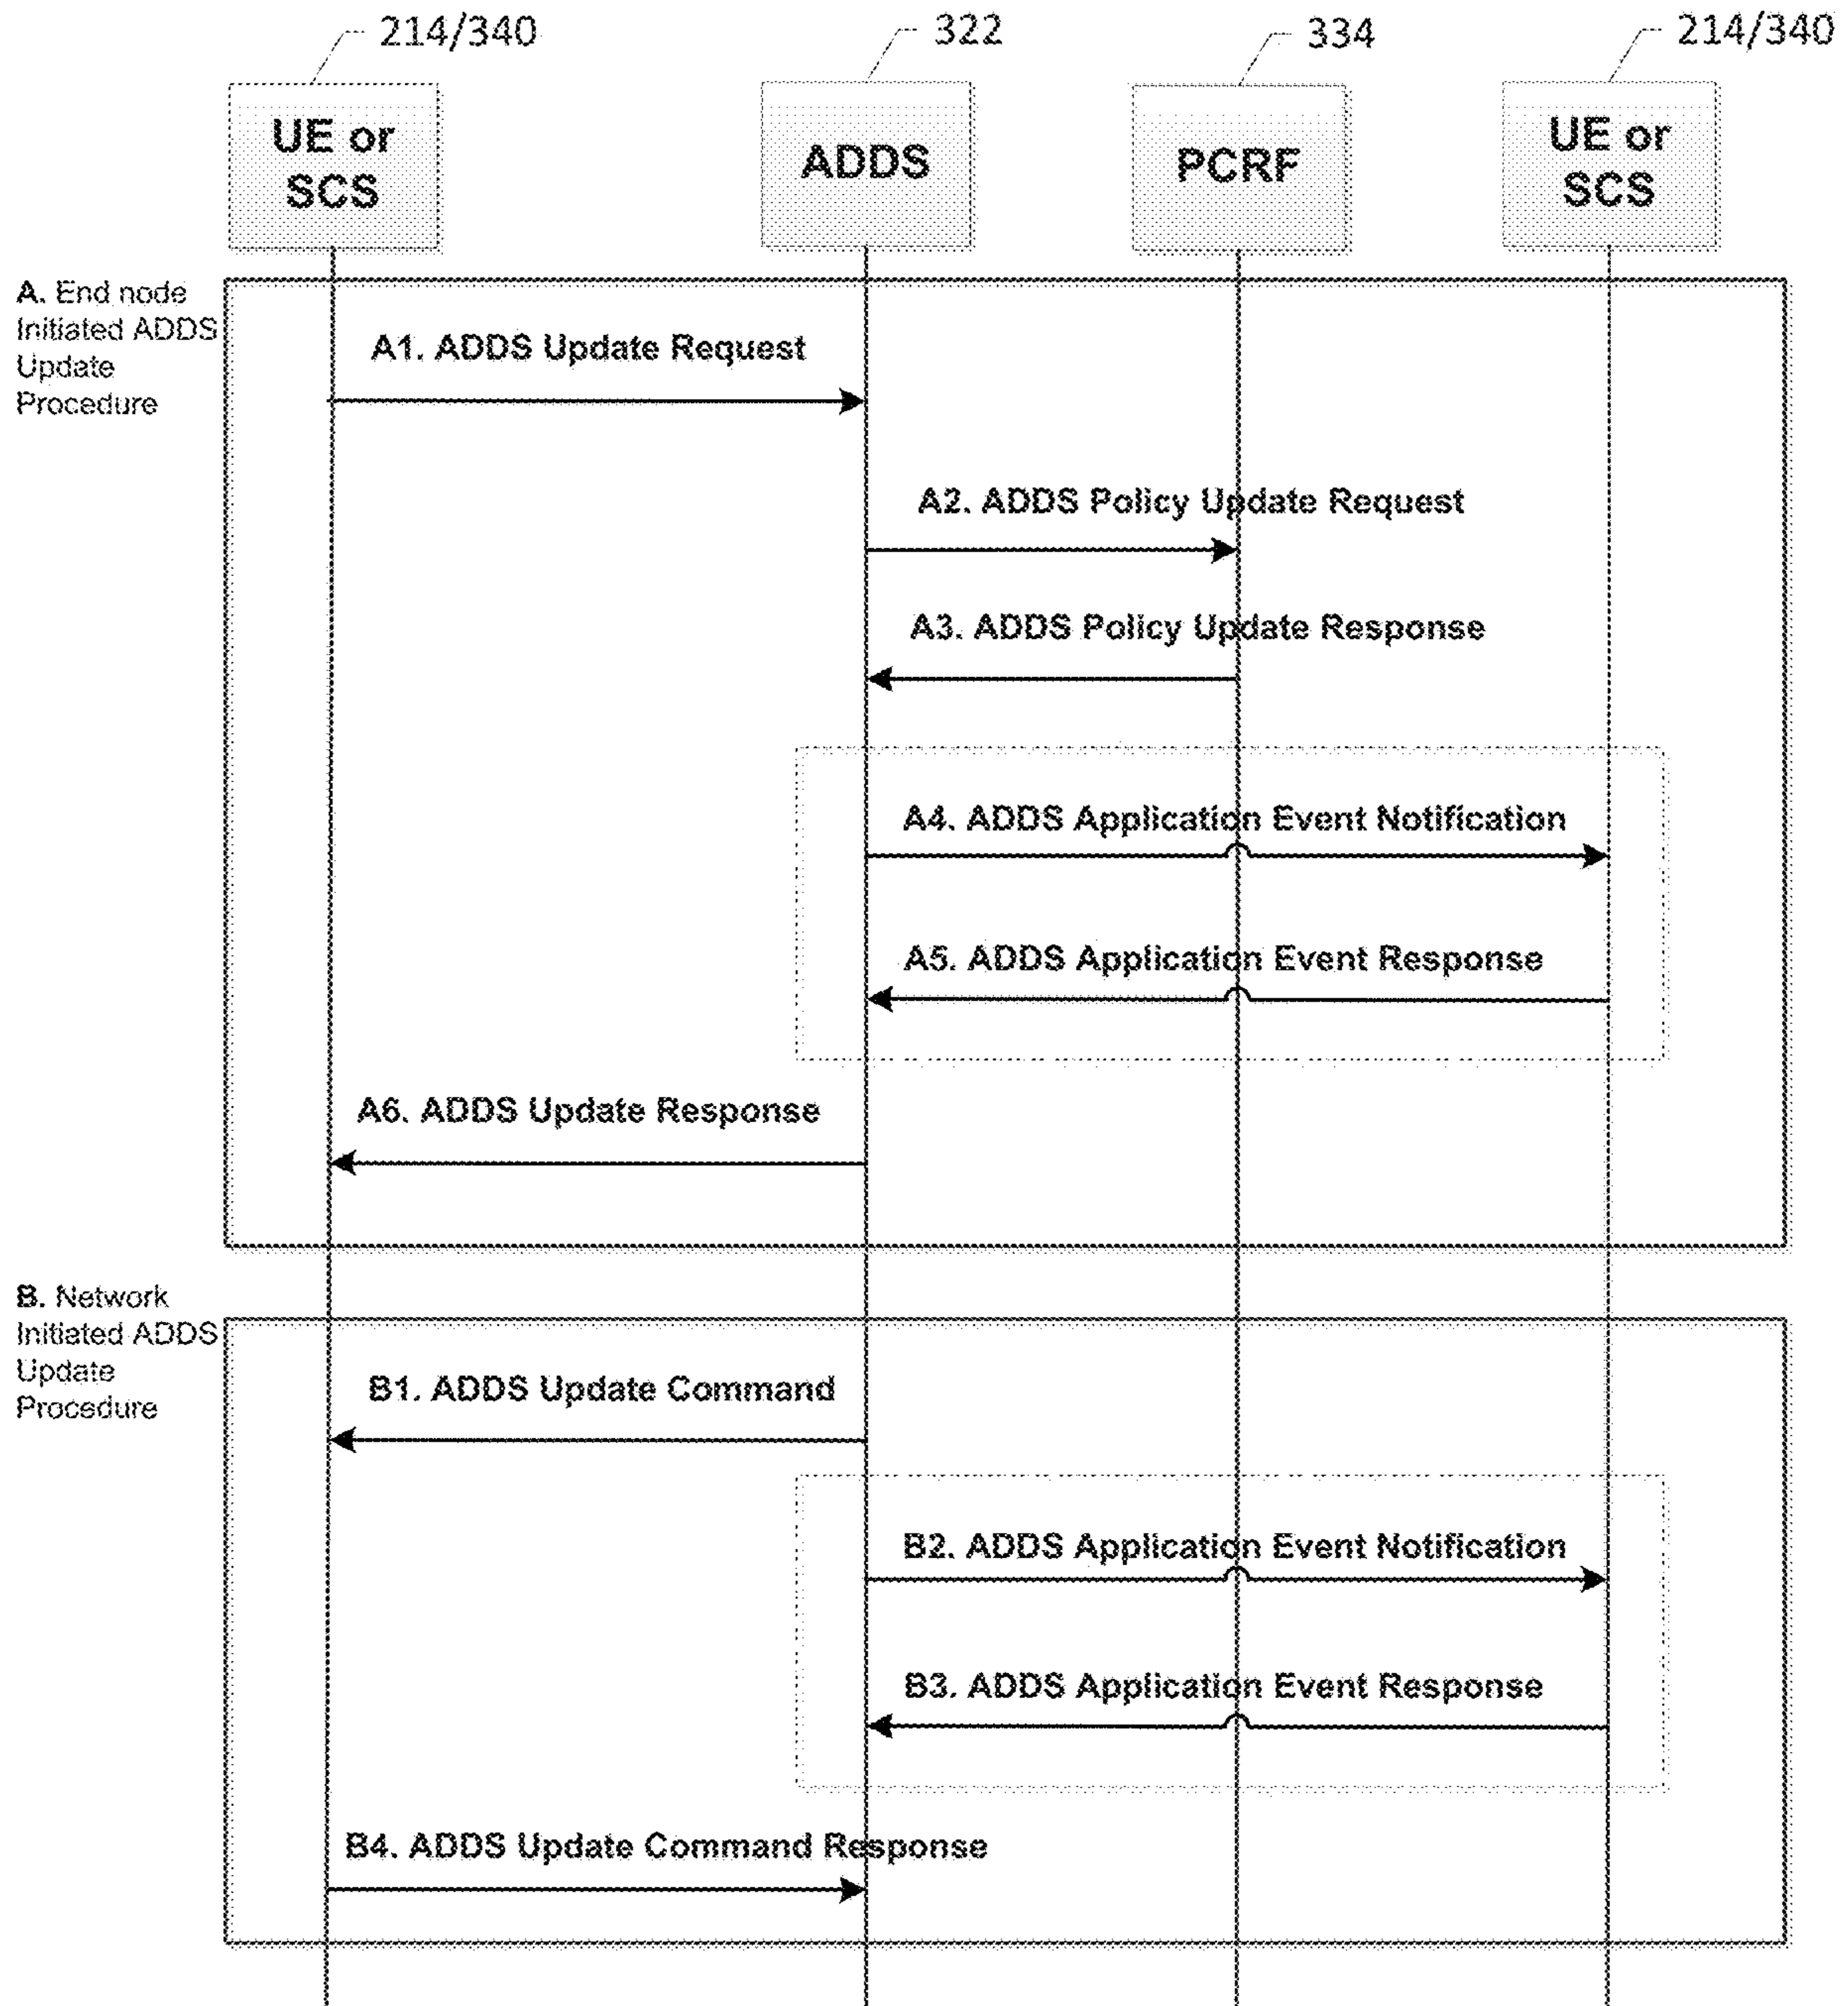 214/340
322
334
214/340
UE or
SCS
ADDS
PCRF
UE or
SCS
A. End node
Initiated ADDS
Update
Procedure
A1. ADDS Update Request
A2. ADDS Policy Update Request
A3. ADDS Policy Update Response
A4. ADDS Application Event Notification
A5. ADDS Application Event Response
A6. ADDS Update Response
B. Network
Initiated ADDS
Update
Procedure
B1. ADDS Update Command
B2. ADDS Application Event Notification
B3. ADDS Application Event Response
B4. ADDS Update Command Response